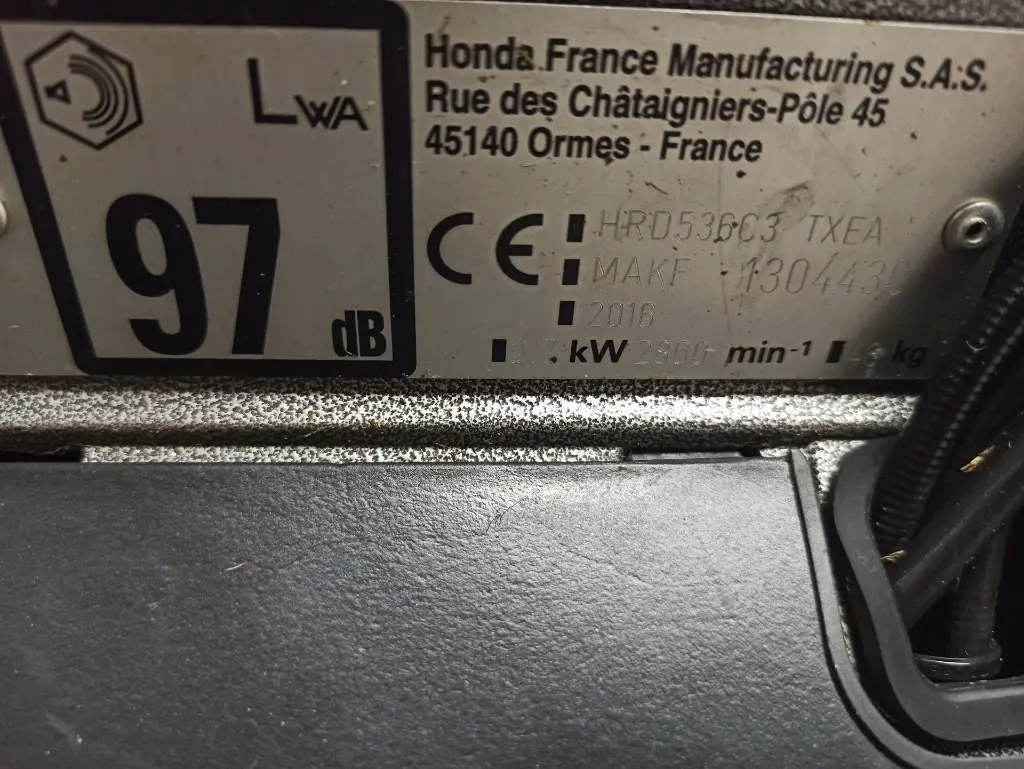 LWA
97
dB
Honda France Manufacturing S.A.S.
Rue des Châtaigniers-Pôle 45
45140 Ormes - France
CE
HRD536C3 TXEA
MAKF
2016
kW 2800 min-1 kg